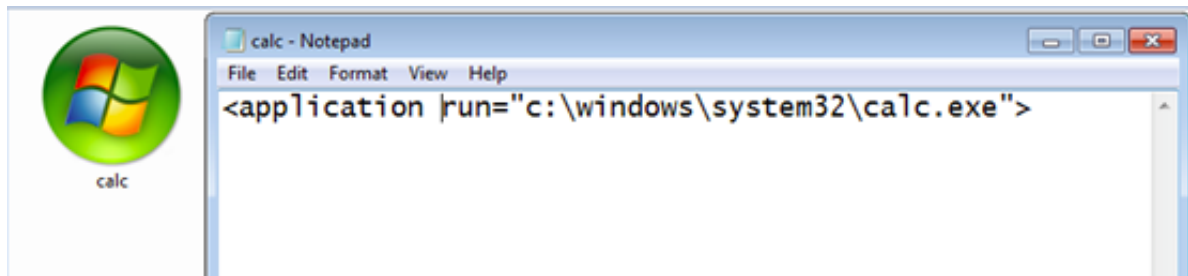 calc - Notepad
File Edit Format View Help
<application run="c:\windows\system32\calc.exe">
calc